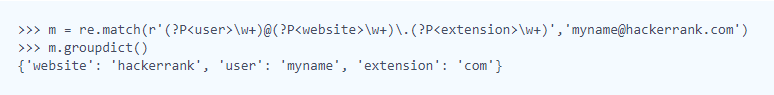 >>> m = re.match(r'(?P<user>\w+)@(?P<website>\w+)\.(?P<extension>\w+)','myname@hackerrank.com')
>>> m.groupdict()
{'website': 'hackerrank', 'user': 'myname', 'extension': 'com'}